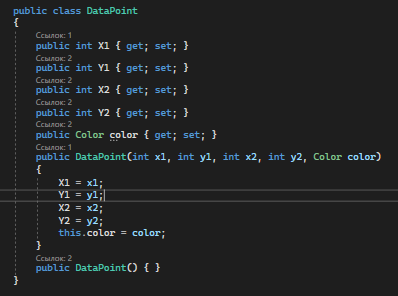 public class DataPoint
{
Ссылок: 1
public int X1 { get; set; }
Ссылок: 2
public int Y1 { get; set; }
Ссылок: 2
public int X2 { get; set; }
Ссылок: 2
public int Y2 { get; set; }
Ссылок: 2
public Color color { get; set; }
Ссылок: 1
public DataPoint(int x1, int y1, int x2, int y2, Color color)
{
X1 = x1;
Y1 = y1;
X2 = x2;
Y2 = y2;
this.color = color;
}
Ссылок: 2
public DataPoint() { }
}